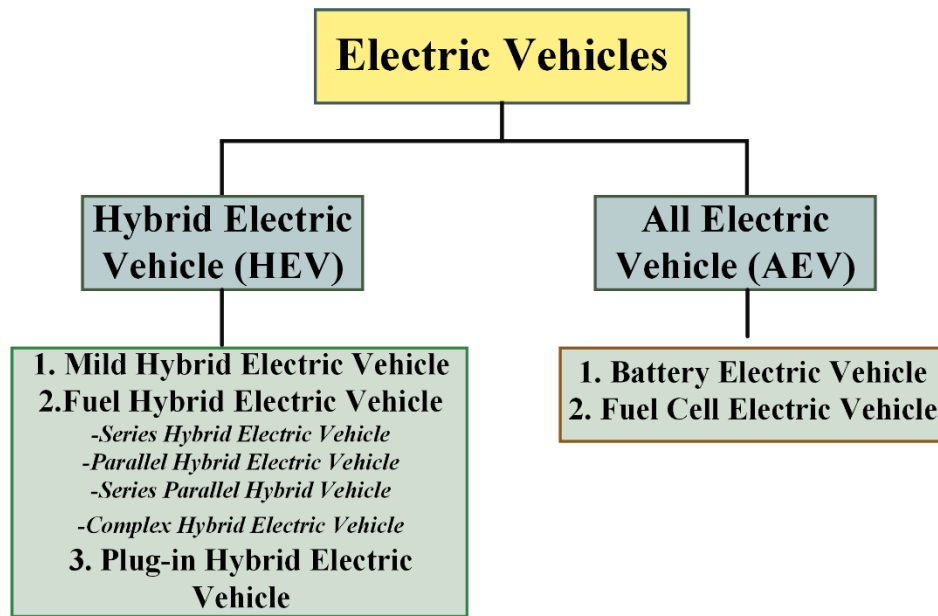 Electric Vehicles
Hybrid Electric
Vehicle (HEV)
All Electric
Vehicle (AEV)
1. Mild Hybrid Electric Vehicle
2.Fuel Hybrid Electric Vehicle
-Series Hybrid Electric Vehicle
-Parallel Hybrid Electric Vehicle
-Series Parallel Hybrid Vehicle
-Complex Hybrid Electric Vehicle
3. Plug-in Hybrid Electric
Vehicle
1. Battery Electric Vehicle
2. Fuel Cell Electric Vehicle